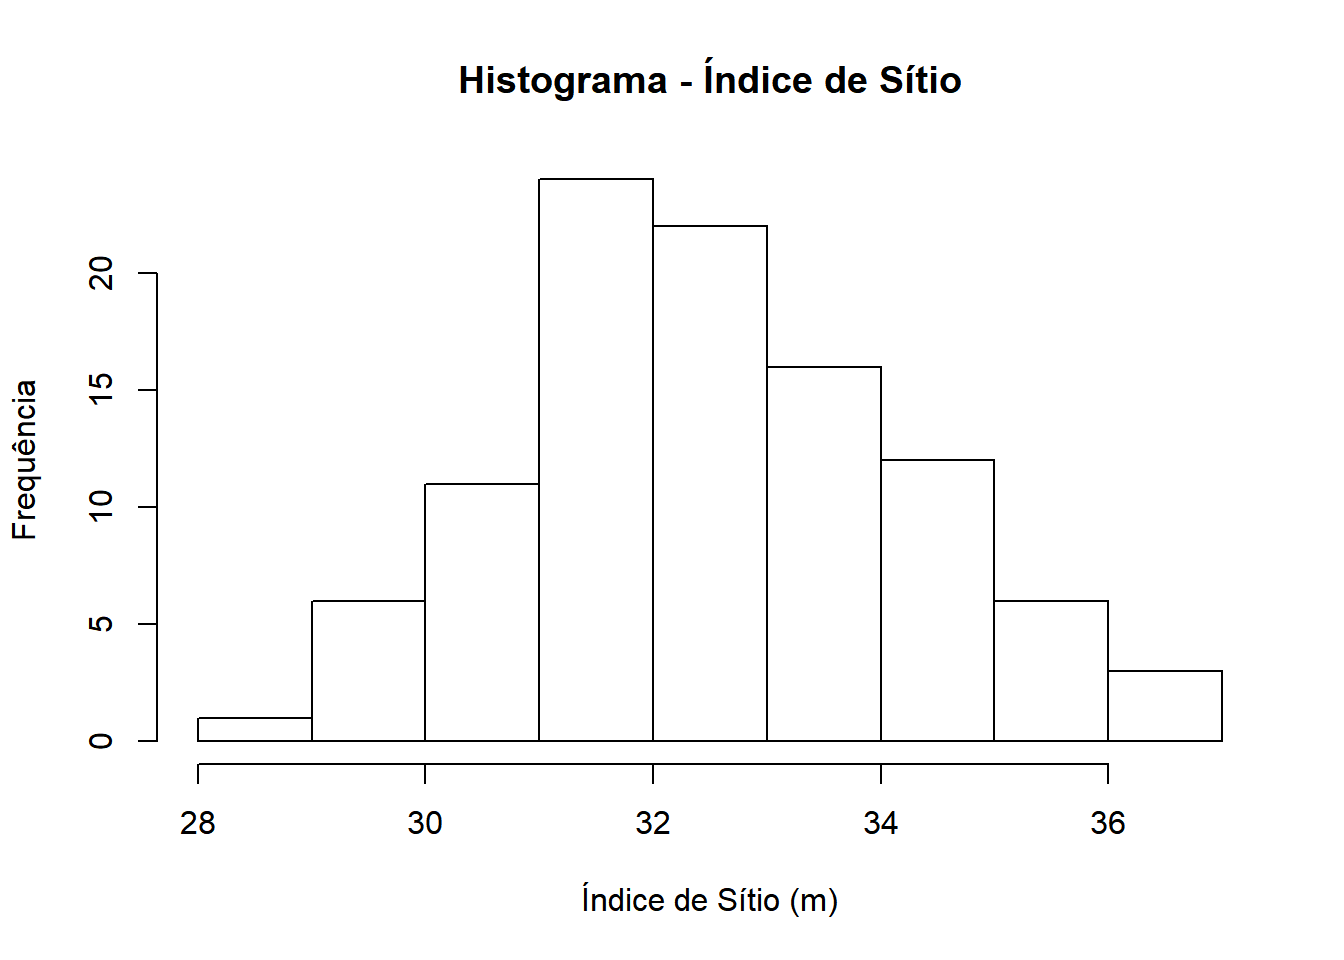 Histograma - Índice de Sítio
Frequência
20
15
10
5
0
28 30 32 34 36
Índice de Sítio (m)